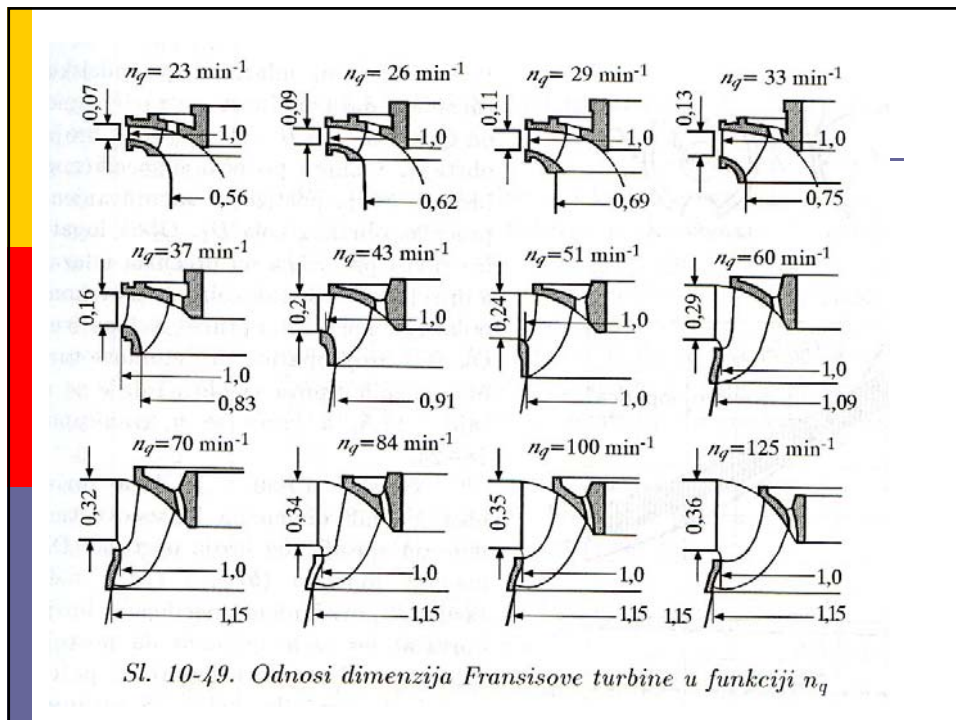 n_q= 23 min⁻¹
n_q= 26 min⁻¹
n_q= 29 min⁻¹
n_q= 33 min⁻¹
0,07
1,0
0,56
0,09
1,0
0,62
0,11
1,0
0,69
0,13
1,0
0,75
n_q= 37 min⁻¹
n_q= 43 min⁻¹
n_q= 51 min⁻¹
n_q= 60 min⁻¹
0,16
1,0
0,83
1,0
0,91
0,24
1,0
1,0
0,29
1,0
1,09
n_q=70 min⁻¹
n_q= 84 min⁻¹
n_q=100 min⁻¹
n_q=125 min⁻¹
0,32
1,0
1,15
0,34
1,0
1,15
0,35
1,0
1,15
0,36
1,0
1,15
1,15
Sl. 10-49. Odnosi dimenzija Fransisove turbine u funkciji n_q